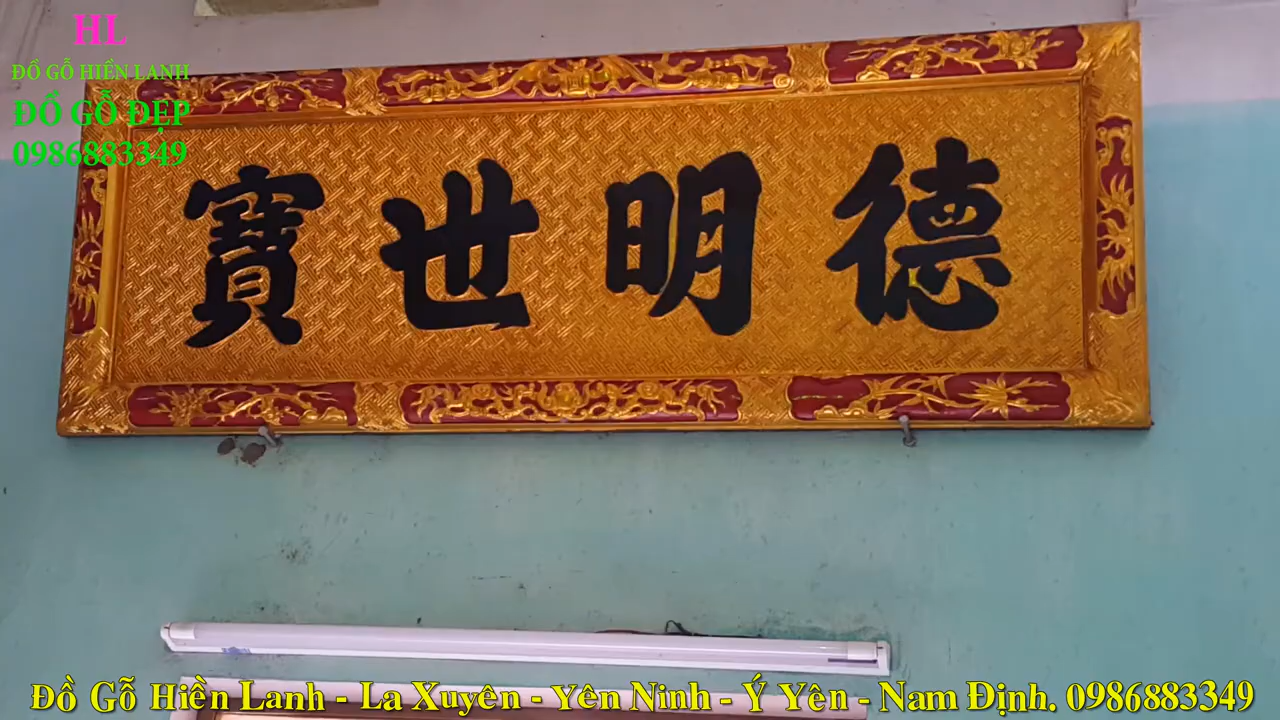 HL
ĐỒ GỖ HIỀN LANH
ĐỒ GỖ ĐẸP
0986883349
寶世明德
Đồ Gỗ Hiền Lanh - La Xuyên - Yên Ninh - Ý Yên - Nam Định. 0986883349